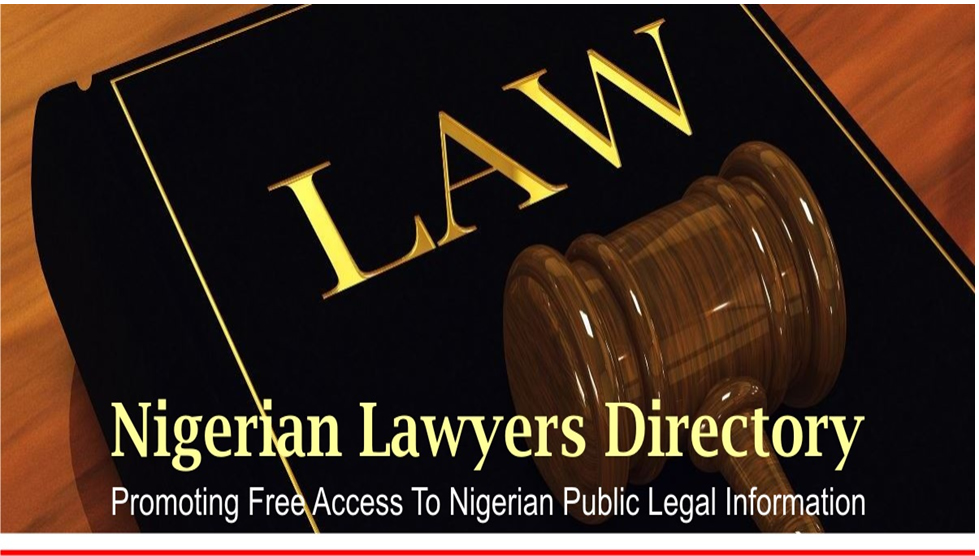 LAW
Nigerian Lawyers Directory
Promoting Free Access To Nigerian Public Legal Information